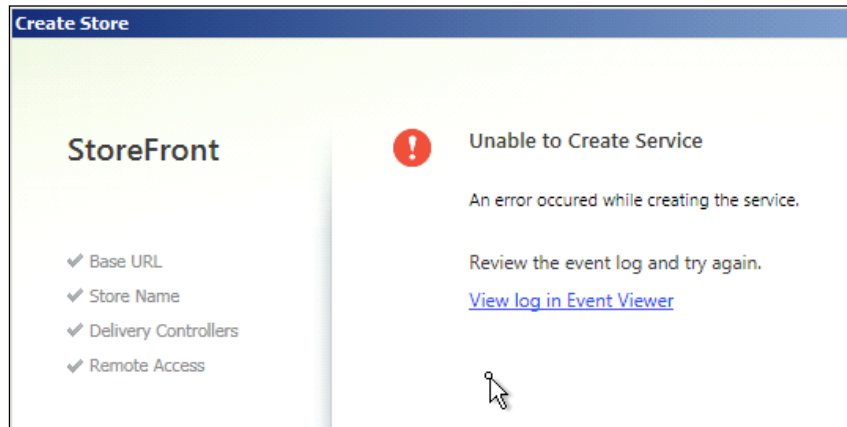 Create Store
StoreFront
Base URL
Store Name
Delivery Controllers
Remote Access
Unable to Create Service
An error occured while creating the service.
Review the event log and try again.
View log in Event Viewer